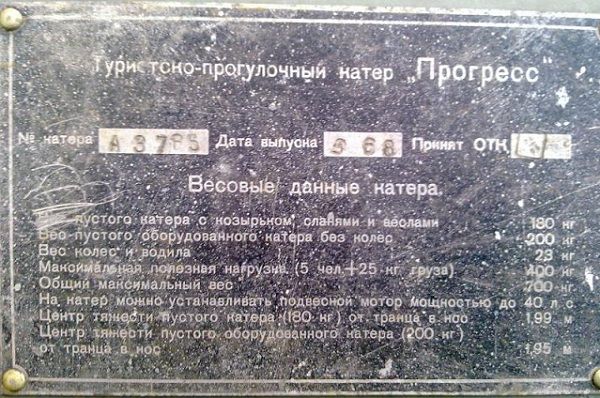 Туристско-прогулочный катер „Прогресс“
№ катера А 3765 Дата выпуска 5 68 Принят ОТК
Весовые данные катера.
пустого катера с козырьком, сланями и веслами 180 кг
Вес пустого оборудованного катера без колес 200 кг
Вес колес и водила 23 кг
Максимальная полезная нагрузка (5 чел.+25 кг. груза) 400 кг
Общий максимальный вес 700 кг
На катер можно устанавливать подвесной мотор мощностью до 40 л с
Центр тяжести пустого катера (180 кг) от транца в нос 1,99 м
Центр тяжести пустого оборудованного катера (200 кг)
от транца в нос 1,95 м